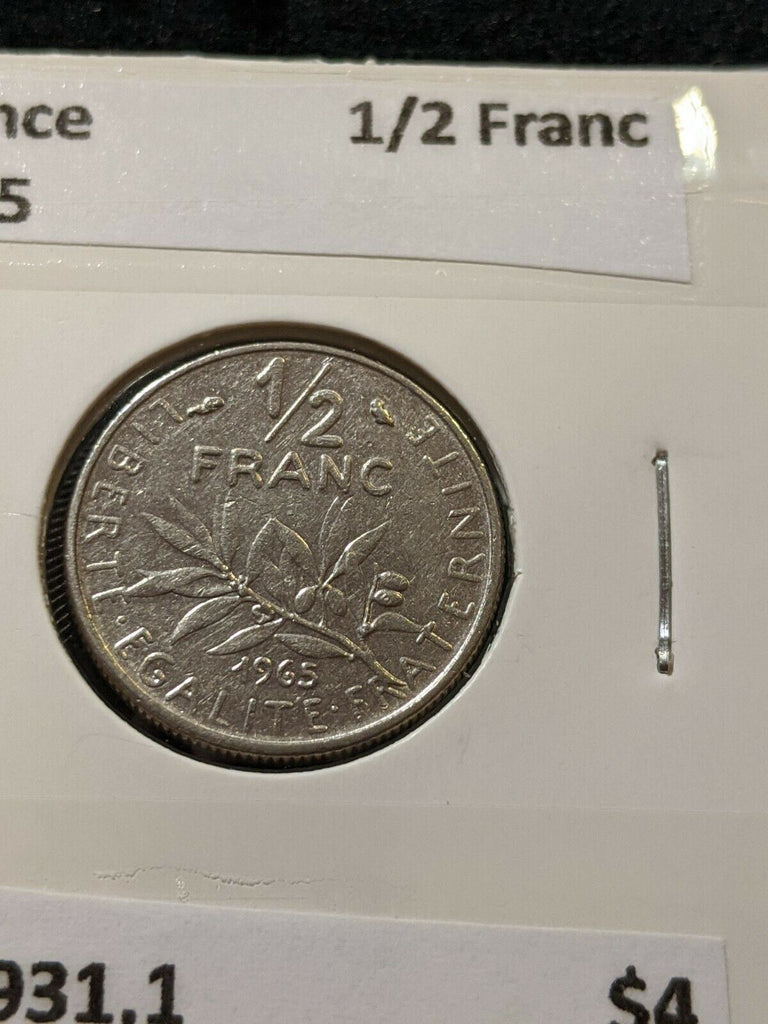 nce 1/2 Franc
5
1/2
FRANC
LIBERTE · EGALITE · FRATERNITE
1965
931.1 $4